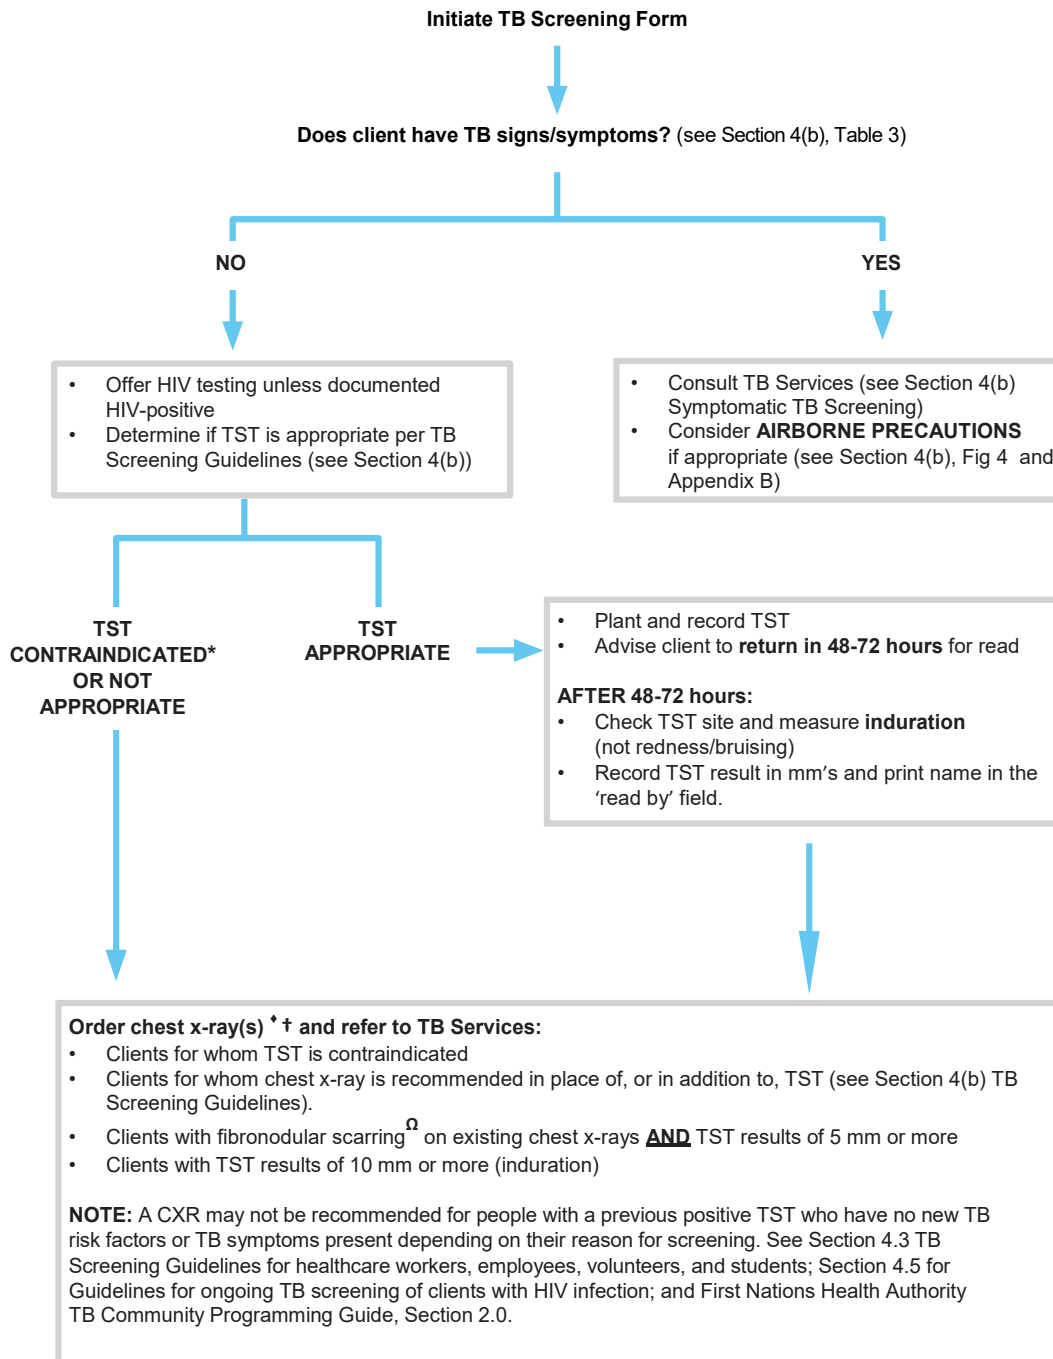 Initiate TB Screening Form
Does client have TB signs/symptoms? (see Section 4(b), Table 3)
NO
YES
• Offer HIV testing unless documented
HIV-positive
• Determine if TST is appropriate per TB
Screening Guidelines (see Section 4(b))
• Consult TB Services (see Section 4(b)
Symptomatic TB Screening)
• Consider AIRBORNE PRECAUTIONS
if appropriate (see Section 4(b), Fig 4 and
Appendix B)
TST
CONTRAINDICATED*
OR NOT
APPROPRIATE
TST
APPROPRIATE
• Plant and record TST
• Advise client to return in 48-72 hours for read
AFTER 48-72 hours:
• Check TST site and measure induration
(not redness/bruising)
• Record TST result in mm's and print name in the
'read by' field.
Order chest x-ray(s) ♦ † and refer to TB Services:
• Clients for whom TST is contraindicated
• Clients for whom chest x-ray is recommended in place of, or in addition to, TST (see Section 4(b) TB
Screening Guidelines).
• Clients with fibronodular scarringΩ on existing chest x-rays AND TST results of 5 mm or more
• Clients with TST results of 10 mm or more (induration)
NOTE: A CXR may not be recommended for people with a previous positive TST who have no new TB
risk factors or TB symptoms present depending on their reason for screening. See Section 4.3 TB
Screening Guidelines for healthcare workers, employees, volunteers, and students; Section 4.5 for
Guidelines for ongoing TB screening of clients with HIV infection; and First Nations Health Authority
TB Community Programming Guide, Section 2.0.